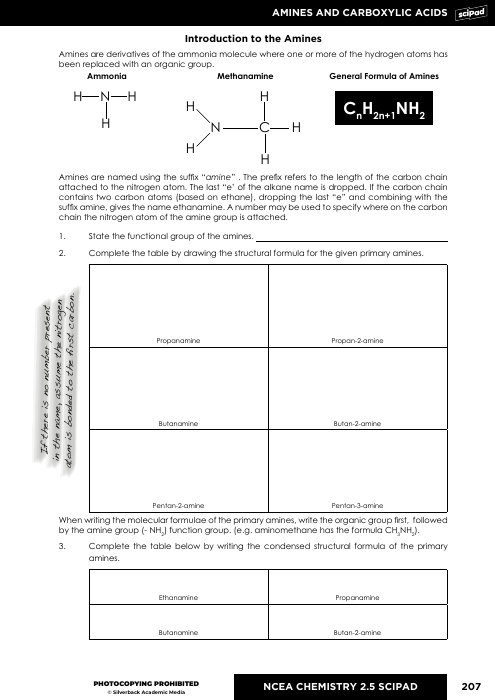 AMINES AND CARBOXYLIC ACIDS scipad
Introduction to the Amines
Amines are derivatives of the ammonia molecule where one or more of the hydrogen atoms has
been replaced with an organic group.
Ammonia Methanamine General Formula of Amines
H N H
H
H
H
N C H
H
H
CₙH₂ₙ₊₁NH₂
Amines are named using the suffix "amine" . The prefix refers to the length of the carbon chain
attached to the nitrogen atom. The last "e' of the alkane name is dropped. If the carbon chain
contains two carbon atoms (based on ethane), dropping the last "e" and combining with the
suffix amine, gives the name ethanamine. A number may be used to specify where on the carbon
chain the nitrogen atom of the amine group is attached.
1. State the functional group of the amines.
2. Complete the table by drawing the structural formula for the given primary amines.
If there is no number present
in the name, assume the nitrogen
atom is bonded to the first carbon.
Propanamine Propan-2-amine
Butanamine Butan-2-amine
Pentan-2-amine Pentan-3-amine
When writing the molecular formulae of the primary amines, write the organic group first, followed
by the amine group (- NH₂) function group. (e.g. aminomethane has the formula CH₃NH₂).
3. Complete the table below by writing the condensed structural formula of the primary
amines.
Ethanamine Propanamine
Butanamine Butan-2-amine
PHOTOCOPYING PROHIBITED
© Silverback Academic Media
NCEA CHEMISTRY 2.5 SCIPAD 207